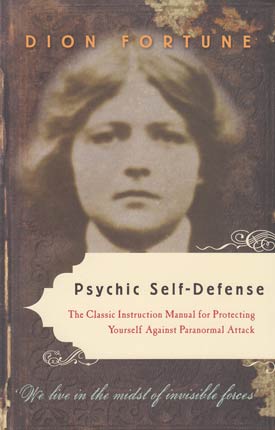 DION FORTUNE
Psychic Self-Defense
The Classic Instruction Manual for Protecting
Yourself Against Paranormal Attack
We live in the midst of invisible forces